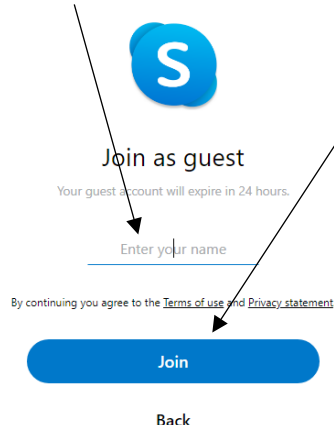 S
Join as guest
Your guest account will expire in 24 hours.
Enter your name
By continuing you agree to the Terms of use and Privacy statement
Join
Back